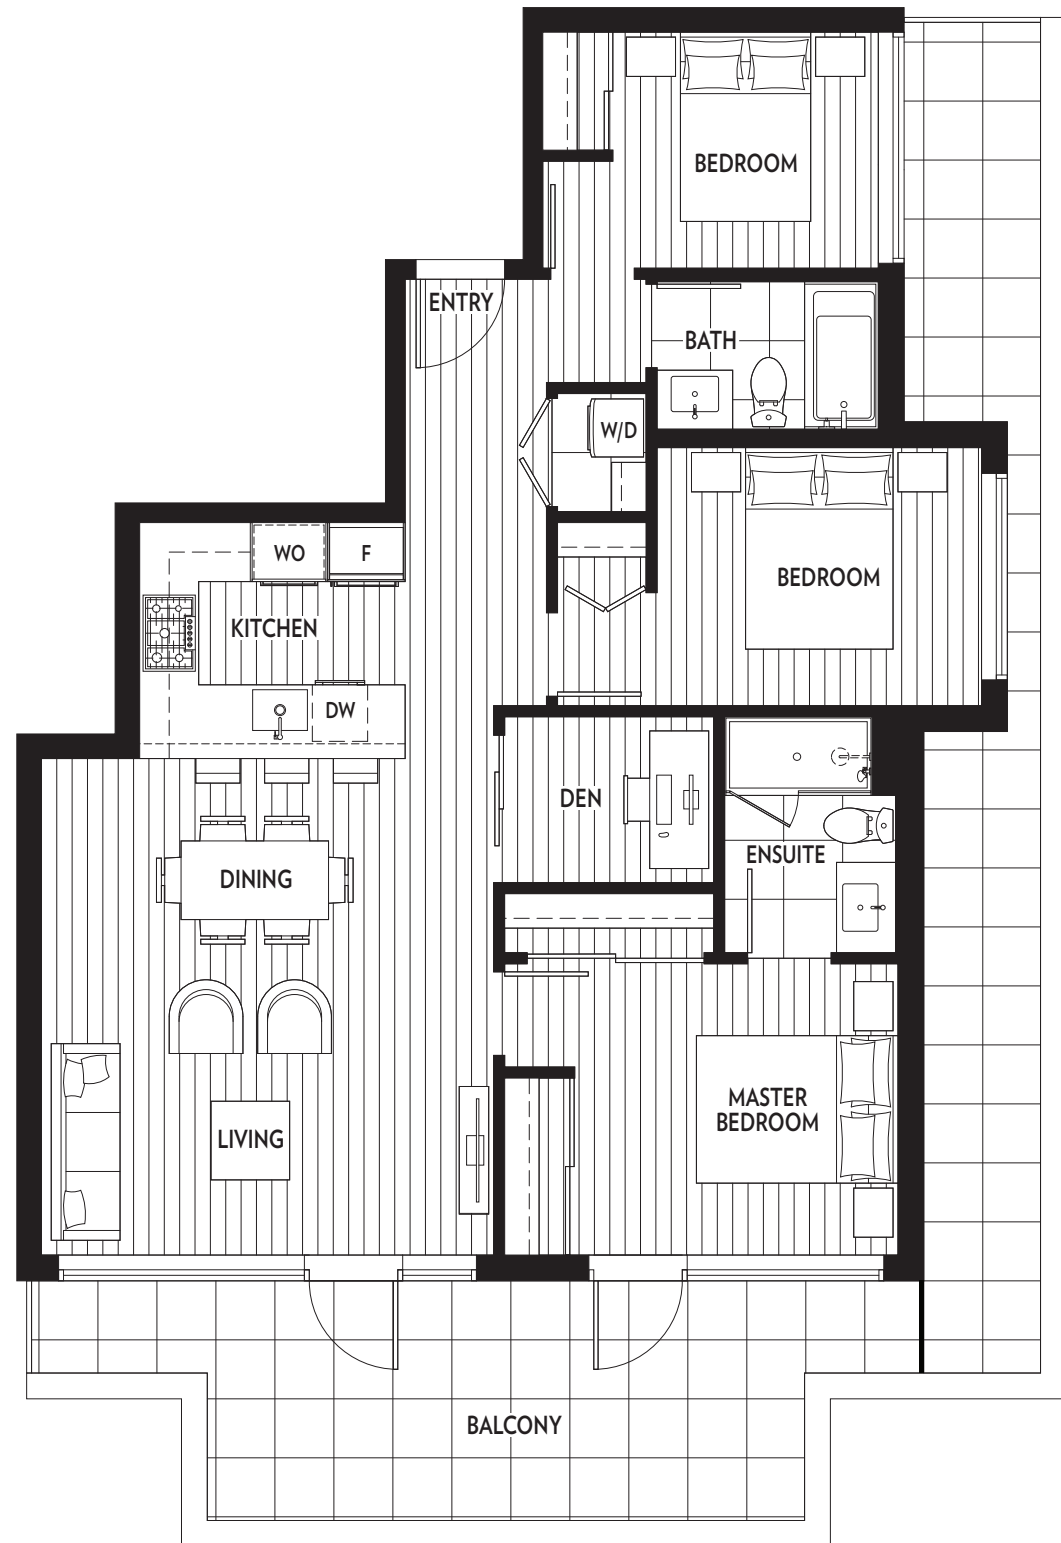 BEDROOM
ENTRY
BATH
W/D
WO
F
BEDROOM
KITCHEN
DW
DEN
ENSUITE
DINING
MASTER
BEDROOM
LIVING
BALCONY